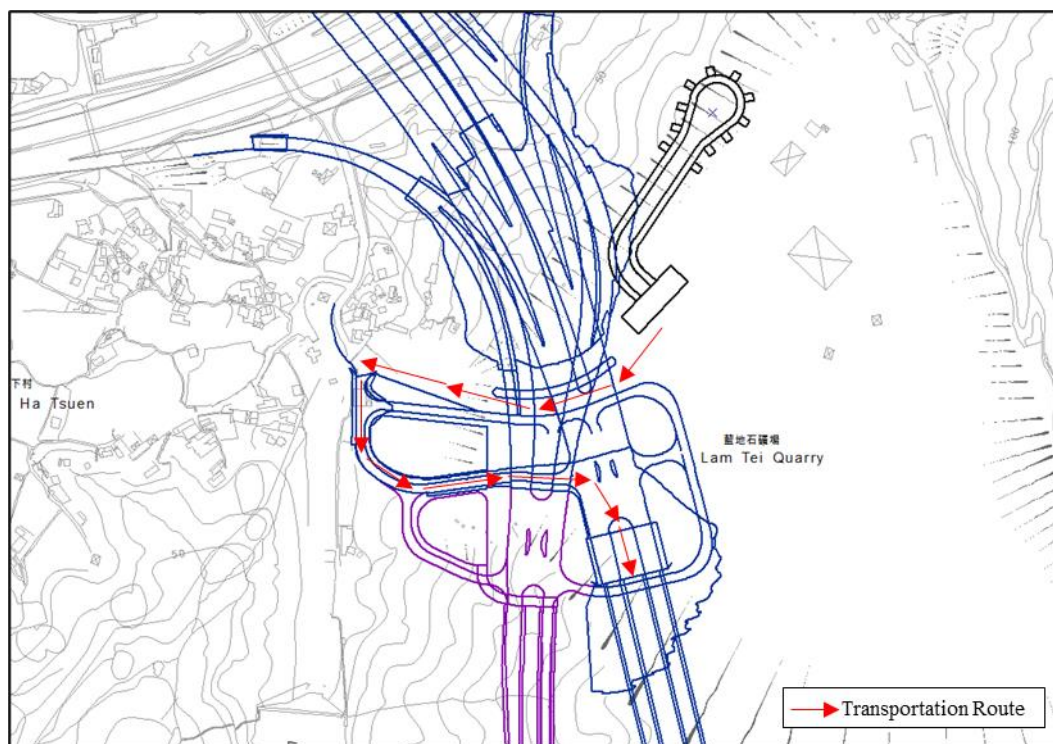 50
100
下村
Ha Tsuen
藍地石礦場
Lam Tei Quarry
50
Transportation Route